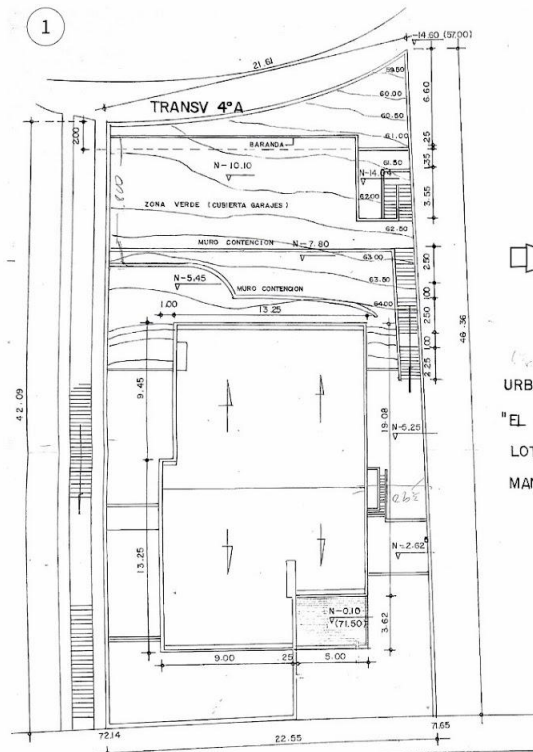 1
-14.60 (57.00)
21.61
TRANSV 4ºA
2.00
59.50
60.00
60.50
61.00
6.60
BARANDA
.25
61.50
1.35
N-10.10
N-14.04
62.00
3.55
ZONA VERDE (CUBIERTA GARAJES)
62.50
MURO CONTENCION
N-7.80
63.00
2.50
N-5.45
63.50
MURO CONTENCION
1.00
64.00
1.00
13.25
2.50
46.36
1.00
2.25
9.45
42.09
19.08
N-5.25
URB
"EL
LOT
MAN
13.25
N-2.62
N-0.10
(71.50)
3.62
9.00
25
5.00
72.14
71.65
22.55